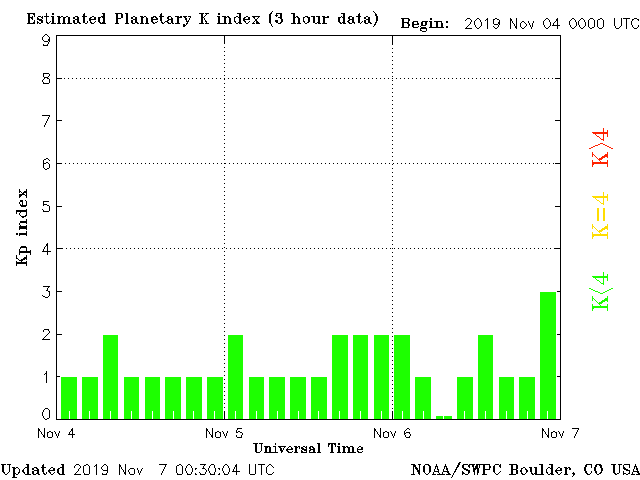 Estimated Planetary K index (3 hour data) Begin: 2019 Nov 04 0000 UTC
9
8
7
6
5
4
3
2
1
0
Kp index
K>4
K=4
K<4
Nov 4 Nov 5 Nov 6 Nov 7
Universal Time
Updated 2019 Nov 7 00:30:04 UTC NOAA/SWPC Boulder, CO USA